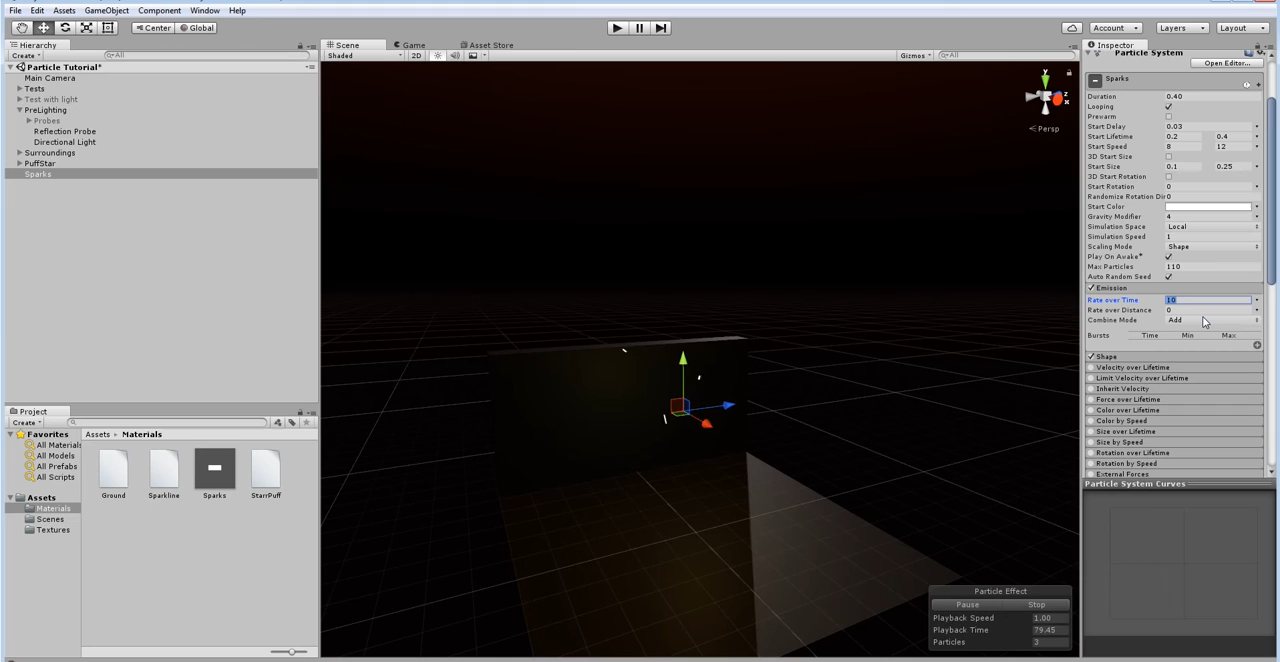 File Edit Assets GameObject Component Window Help
Center Global Account Layers Layout
Hierarchy
Create All
Particle Tutorial*
Main Camera
Tests
Test with light
PreLighting
Probes
Reflection Probe
Directional Light
Surroundings
PuffStar
Sparks
Scene Game Asset Store
Shaded 2D Gizmos All
y
z
x
Persp
Particle Effect
Pause Stop
Playback Speed 1.00
Playback Time 79.45
Particles 3
Project
Create
Favorites
All Materials
All Models
All Prefabs
All Scripts
Assets
Materials
Scenes
Textures
Assets Materials
Ground Sparkline Sparks StarrPuff
Inspector
Particle System
Open Editor...
Sparks
Duration 0.40
Looping
Prewarm
Start Delay 0.03
Start Lifetime 0.2 0.4
Start Speed 8 12
3D Start Size
Start Size 0.1 0.25
3D Start Rotation
Start Rotation 0
Randomize Rotation Dir 0
Start Color
Gravity Modifier 4
Simulation Space Local
Simulation Speed 1
Scaling Mode Shape
Play On Awake*
Max Particles 110
Auto Random Seed
Emission
Rate over Time 10
Rate over Distance 0
Combine Mode Add
Bursts Time Min Max
Shape
Velocity over Lifetime
Limit Velocity over Lifetime
Inherit Velocity
Force over Lifetime
Color over Lifetime
Color by Speed
Size over Lifetime
Size by Speed
Rotation over Lifetime
Rotation by Speed
External Forces
Particle System Curves